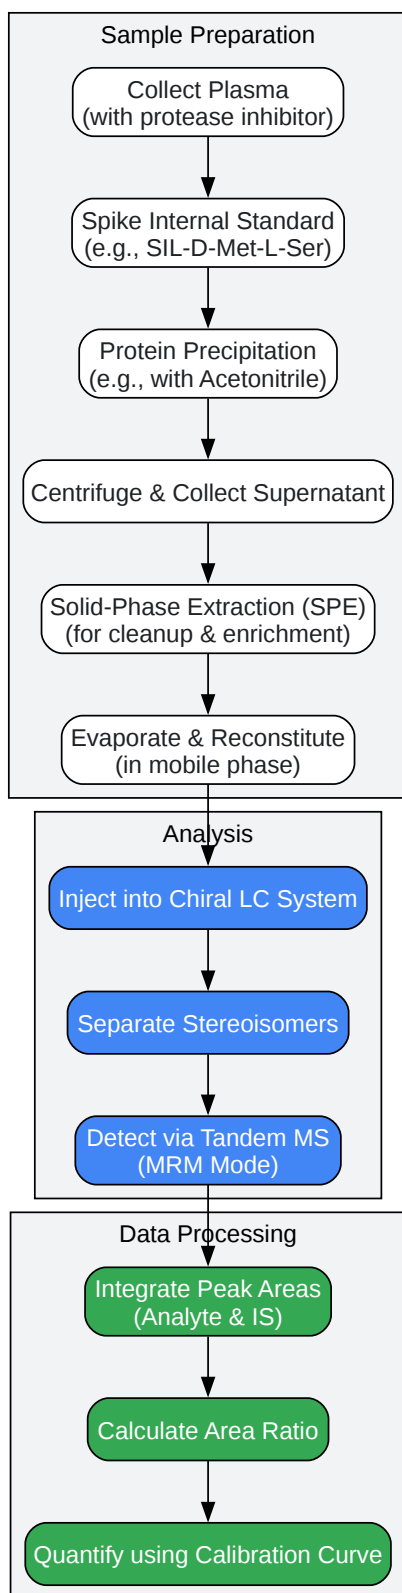 Sample Preparation
Collect Plasma
(with protease inhibitor)
Spike Internal Standard
(e.g., SIL-D-Met-L-Ser)
Protein Precipitation
(e.g., with Acetonitrile)
Centrifuge & Collect Supernatant
Solid-Phase Extraction (SPE)
(for cleanup & enrichment)
Evaporate & Reconstitute
(in mobile phase)
Analysis
Inject into Chiral LC System
Separate Stereoisomers
Detect via Tandem MS
(MRM Mode)
Data Processing
Integrate Peak Areas
(Analyte & IS)
Calculate Area Ratio
Quantify using Calibration Curve